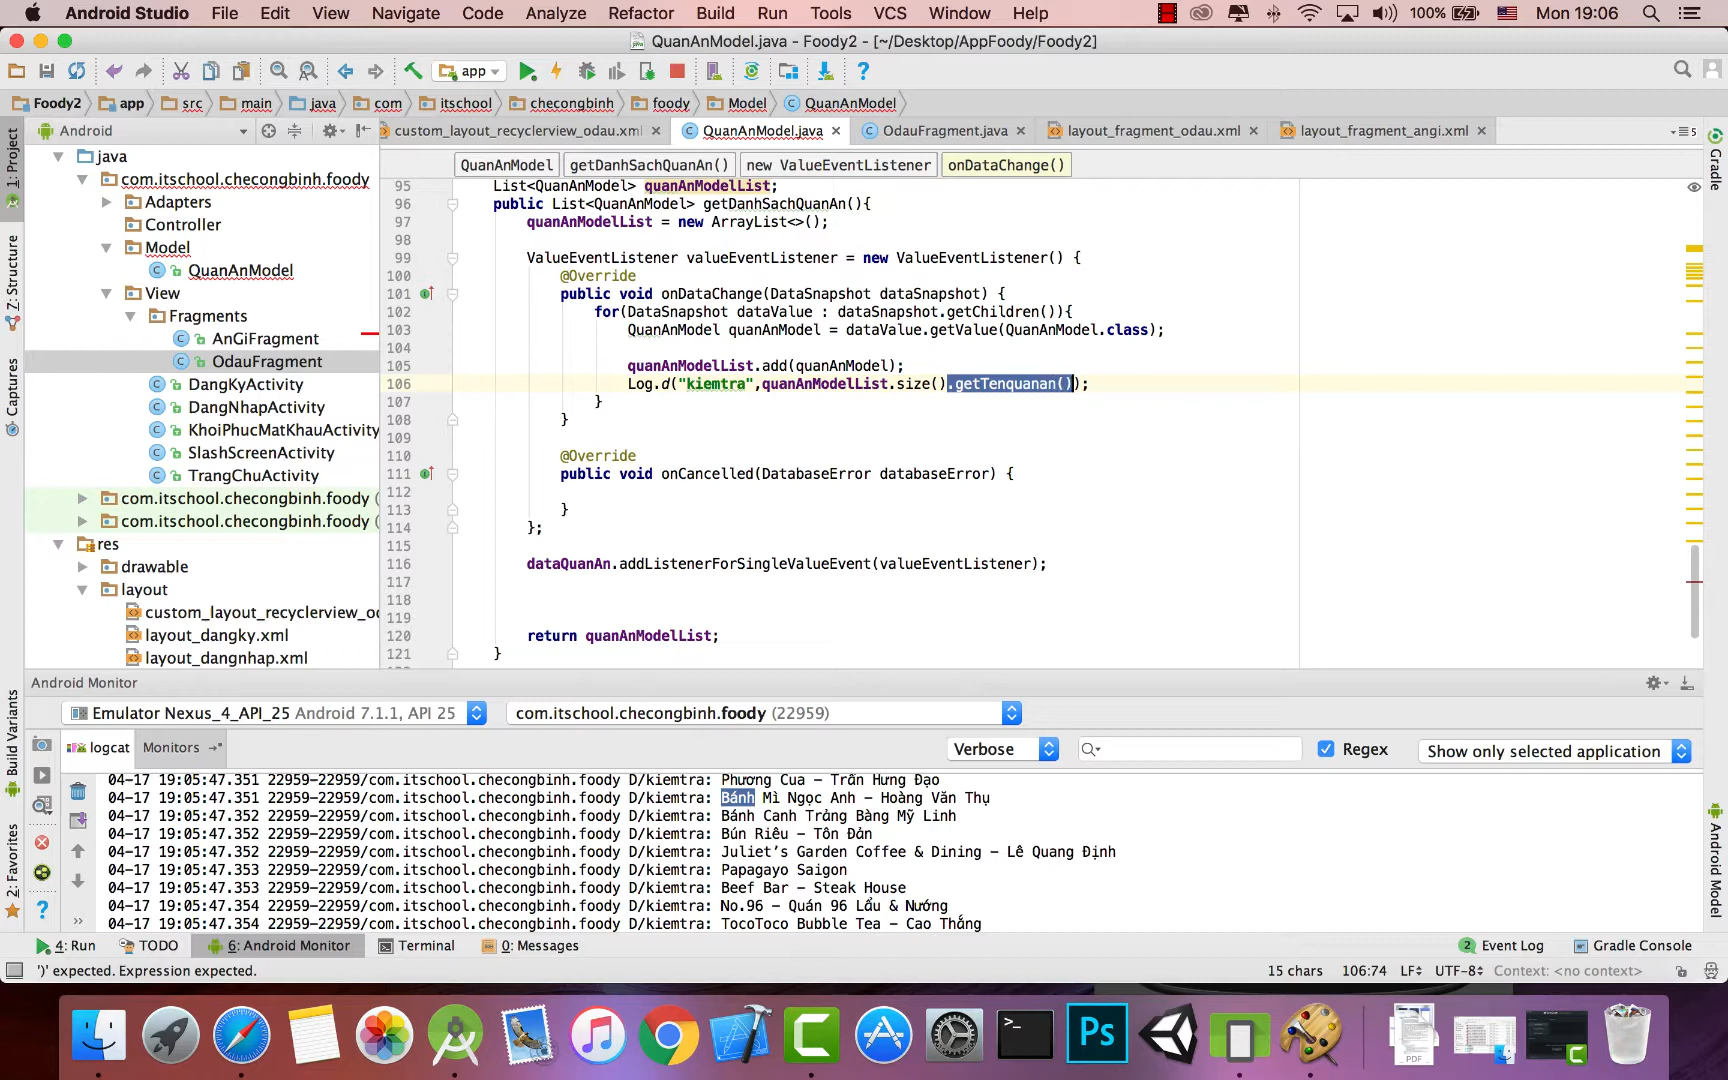 Android Studio File Edit View Navigate Code Analyze Refactor Build Run Tools VCS Window Help 100% Mon 19:06
QuanAnModel.java - Foody2 - [~/Desktop/AppFoody/Foody2]
app
Foody2 app src main java com itschool checongbinh foody Model QuanAnModel
Android custom_layout_recyclerview_odau.xml QuanAnModel.java OdauFragment.java layout_fragment_odau.xml layout_fragment_angi.xml 5
QuanAnModel getDanhSachQuanAn() new ValueEventListener onDataChange()
1: Project
Z: Structure
Captures
Build Variants
2: Favorites
Gradle
Android Model
java
com.itschool.checongbinh.foody
Adapters
Controller
Model
QuanAnModel
View
Fragments
AnGiFragment
OdauFragment
DangKyActivity
DangNhapActivity
KhoiPhucMatKhauActivity
SlashScreenActivity
TrangChuActivity
com.itschool.checongbinh.foody (
com.itschool.checongbinh.foody (
res
drawable
layout
custom_layout_recyclerview_o
layout_dangky.xml
layout_dangnhap.xml
95 List<QuanAnModel> quanAnModelList;
96 public List<QuanAnModel> getDanhSachQuanAn(){
97 quanAnModelList = new ArrayList<>();
98
99 ValueEventListener valueEventListener = new ValueEventListener() {
100 @Override
101 public void onDataChange(DataSnapshot dataSnapshot) {
102 for(DataSnapshot dataValue : dataSnapshot.getChildren()){
103 QuanAnModel quanAnModel = dataValue.getValue(QuanAnModel.class);
104
105 quanAnModelList.add(quanAnModel);
106 Log.d("kiemtra",quanAnModelList.size().getTenquanan());
107 }
108 }
109
110 @Override
111 public void onCancelled(DatabaseError databaseError) {
112
113 }
114 };
115
116 dataQuanAn.addListenerForSingleValueEvent(valueEventListener);
117
118
119
120 return quanAnModelList;
121 }
Android Monitor
Emulator Nexus_4_API_25 Android 7.1.1, API 25 com.itschool.checongbinh.foody (22959)
logcat Monitors Verbose Regex Show only selected application
04-17 19:05:47.351 22959-22959/com.itschool.checongbinh.foody D/kiemtra: Phương Cua – Trần Hưng Đạo
04-17 19:05:47.351 22959-22959/com.itschool.checongbinh.foody D/kiemtra: Bánh Mì Ngọc Anh – Hoàng Văn Thụ
04-17 19:05:47.352 22959-22959/com.itschool.checongbinh.foody D/kiemtra: Bánh Canh Trảng Bàng Mỹ Linh
04-17 19:05:47.352 22959-22959/com.itschool.checongbinh.foody D/kiemtra: Bún Riêu – Tôn Đản
04-17 19:05:47.352 22959-22959/com.itschool.checongbinh.foody D/kiemtra: Juliet’s Garden Coffee & Dining – Lê Quang Định
04-17 19:05:47.353 22959-22959/com.itschool.checongbinh.foody D/kiemtra: Papagayo Saigon
04-17 19:05:47.353 22959-22959/com.itschool.checongbinh.foody D/kiemtra: Beef Bar – Steak House
04-17 19:05:47.354 22959-22959/com.itschool.checongbinh.foody D/kiemtra: No.96 – Quán 96 Lẩu & Nướng
04-17 19:05:47.354 22959-22959/com.itschool.checongbinh.foody D/kiemtra: TocoToco Bubble Tea – Cao Thắng
4: Run TODO 6: Android Monitor Terminal 0: Messages 2 Event Log Gradle Console
')' expected. Expression expected. 15 chars 106:74 LF UTF-8 Context: <no context>
Ps
PDF